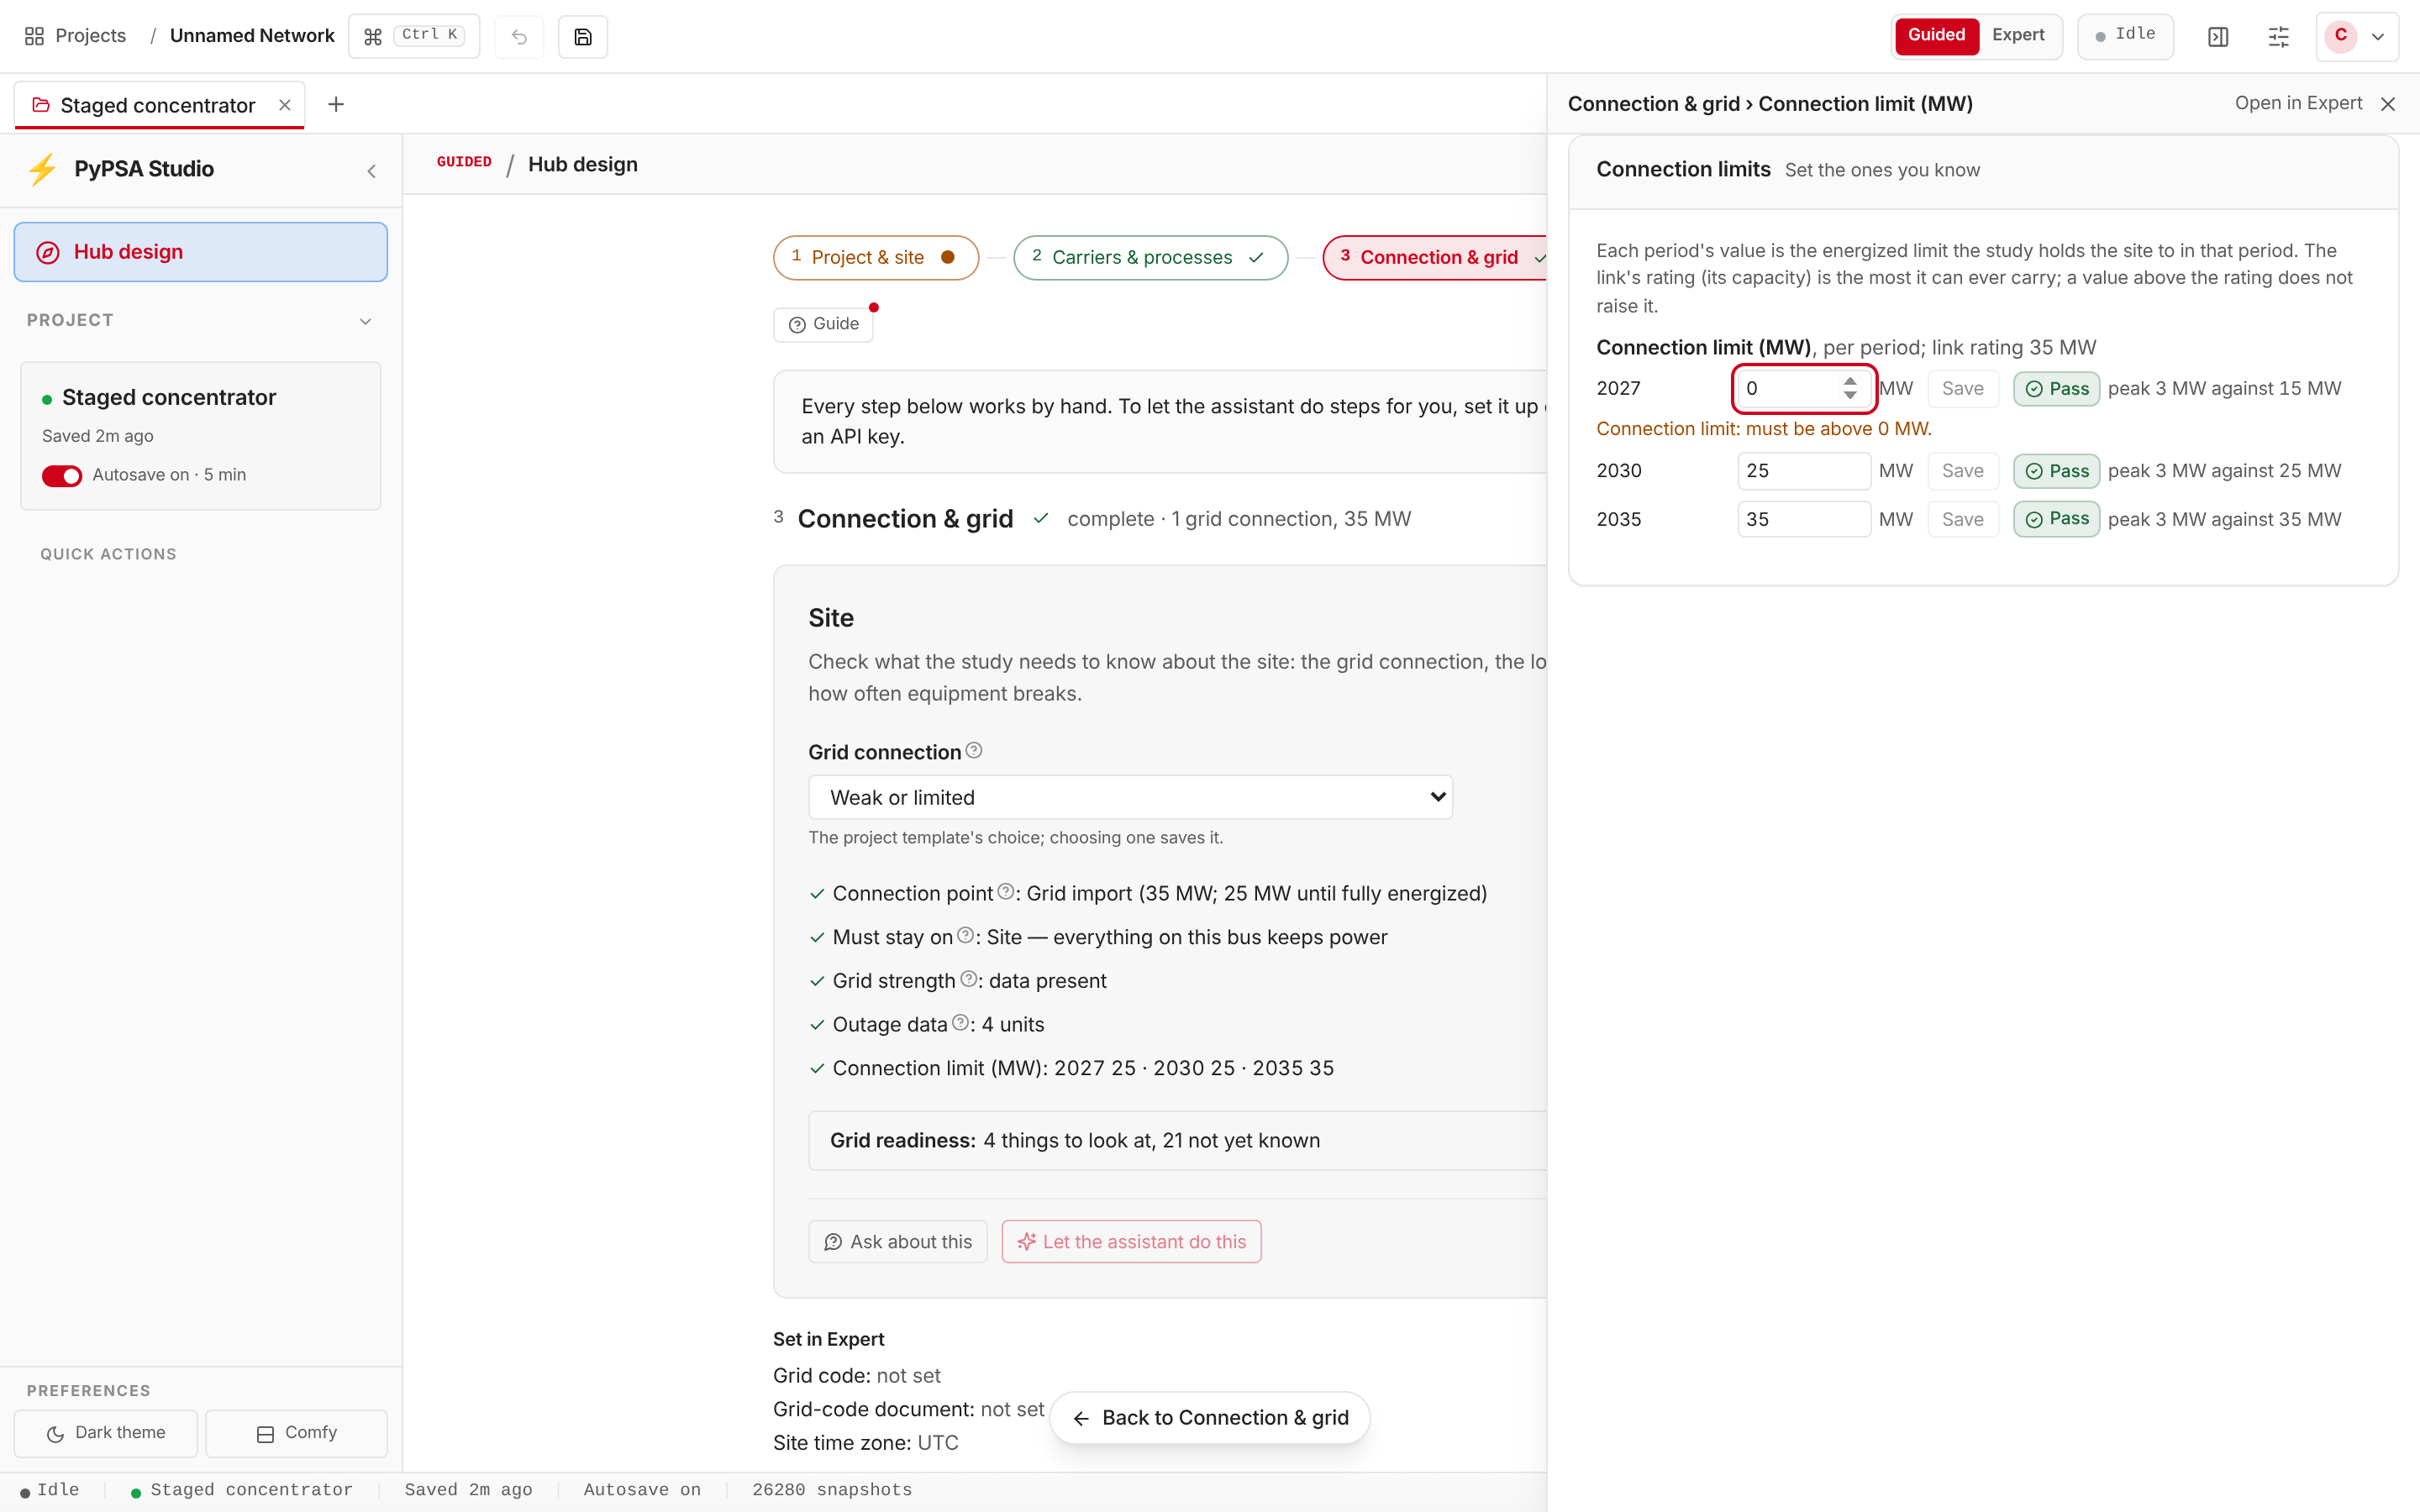 Projects / Unnamed Network ⌘ Ctrl K
Guided Expert Idle C
Staged concentrator × +
PyPSA Studio
Hub design
PROJECT
Staged concentrator
Saved 2m ago
Autosave on · 5 min
QUICK ACTIONS
PREFERENCES
Dark theme
Comfy
GUIDED / Hub design
1 Project & site
2 Carriers & processes
3 Connection & grid
Guide
Every step below works by hand. To let the assistant do steps for you, set it up
an API key.
3 Connection & grid complete · 1 grid connection, 35 MW
Site
Check what the study needs to know about the site: the grid connection, the lo
how often equipment breaks.
Grid connection
Weak or limited
The project template's choice; choosing one saves it.
Connection point: Grid import (35 MW; 25 MW until fully energized)
Must stay on: Site — everything on this bus keeps power
Grid strength: data present
Outage data: 4 units
Connection limit (MW): 2027 25 · 2030 25 · 2035 35
Grid readiness: 4 things to look at, 21 not yet known
Ask about this
Let the assistant do this
Set in Expert
Grid code: not set
Grid-code document: not set
Site time zone: UTC
← Back to Connection & grid
Connection & grid › Connection limit (MW)
Open in Expert
Connection limits Set the ones you know
Each period's value is the energized limit the study holds the site to in that period. The
link's rating (its capacity) is the most it can ever carry; a value above the rating does not
raise it.
Connection limit (MW), per period; link rating 35 MW
2027 0 MW Save Pass peak 3 MW against 15 MW
Connection limit: must be above 0 MW.
2030 25 MW Save Pass peak 3 MW against 25 MW
2035 35 MW Save Pass peak 3 MW against 35 MW
Idle Staged concentrator Saved 2m ago Autosave on 26280 snapshots